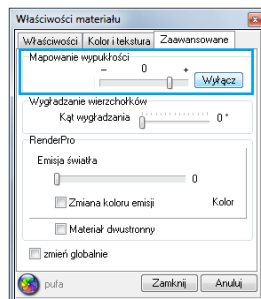 Właściwości materiału
Właściwości Kolor i tekstura Zaawansowane
Mapowanie wypukłości
- 0 +
Wyłącz
Wygładzanie wierzchołków
Kąt wygładzania 0 °
RenderPro
Emisja światła
0
Zmiana koloru emisji Kolor
Materiał dwustronny
zmień globalnie
pufa Zamknij Anuluj